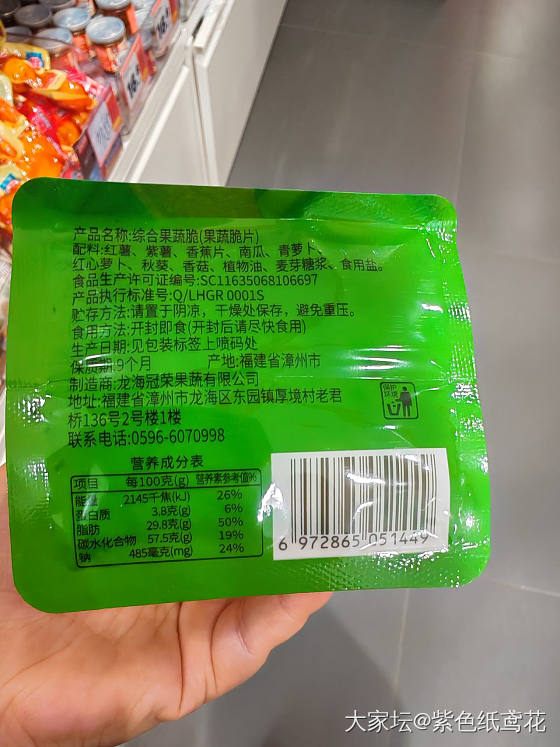 产品名称:综合果蔬脆(果蔬脆片)
配料:红薯、紫薯、香蕉片、南瓜、青萝卜、
红心萝卜、秋葵、香菇、植物油、麦芽糖浆、食用盐。
食品生产许可证编号:SC11635068106697
产品执行标准号:Q/LHGR 0001S
贮存方法:请置于阴凉，干燥处保存，避免重压。
食用方法:开封即食(开封后请尽快食用)
生产日期:见包装标签上喷码处
保质期:9个月 产地:福建省漳州市
制造商:龙海冠荣果蔬有限公司
地址:福建省漳州市龙海区东园镇厚境村老君
桥136号2号楼1楼
联系电话:0596-6070998
保护环境
营养成分表
项目 每100克(g) 营养素参考值%
能量 2145千焦(kJ) 26%
蛋白质 3.8克(g) 6%
脂肪 29.8克(g) 50%
碳水化合物 57.5克(g) 19%
钠 485毫克(mg) 24%
6 972865 051449
大家坛@紫色纸鸢花